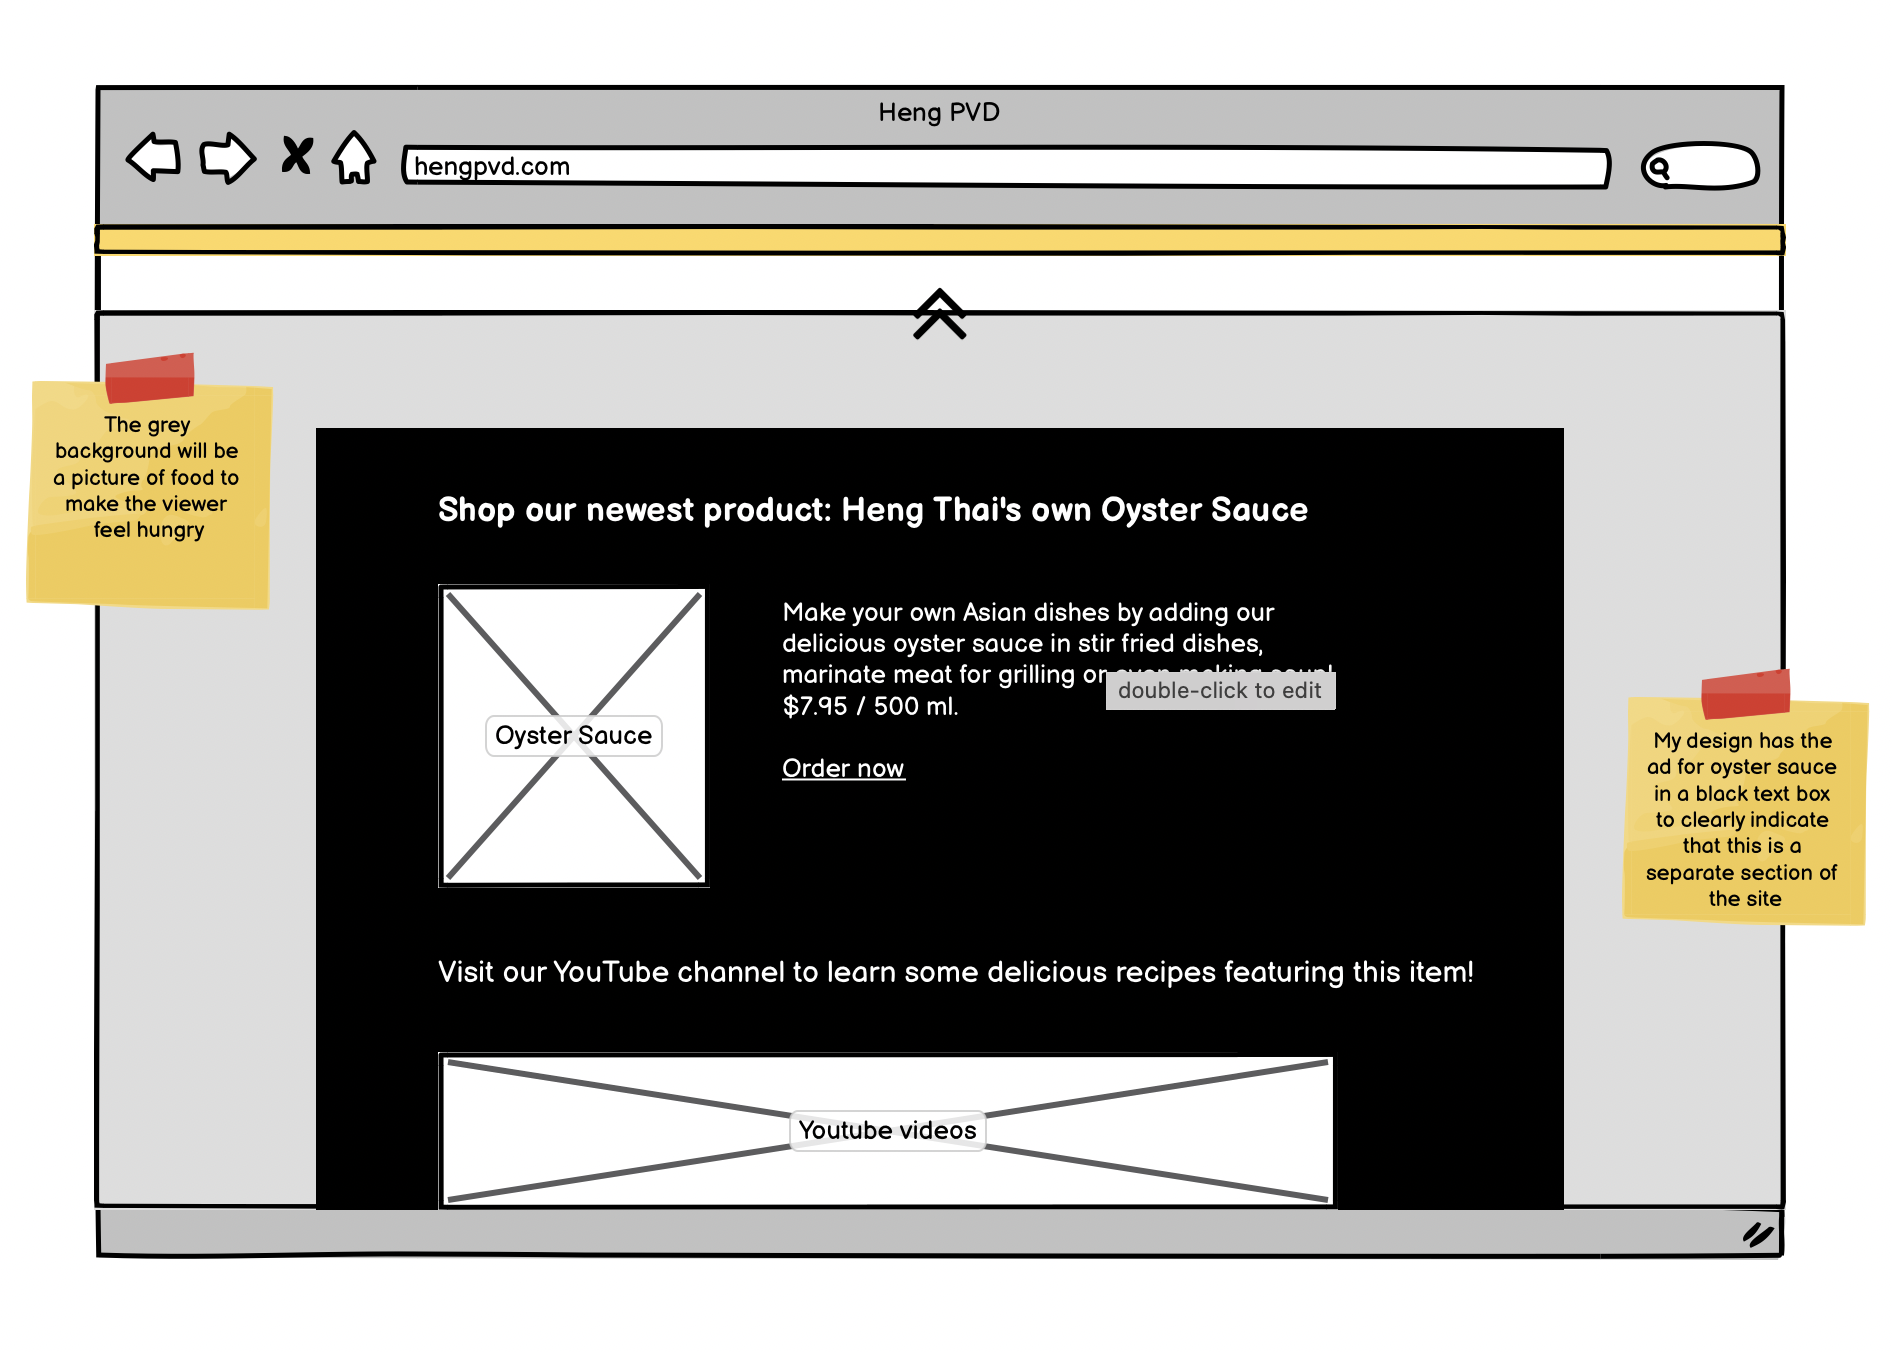 Heng PVD
hengpvd.com
The grey
background will be
a picture of food to
make the viewer
feel hungry
Shop our newest product: Heng Thai's own Oyster Sauce
Make your own Asian dishes by adding our
delicious oyster sauce in stir fried dishes,
marinate meat for grilling or even making soup!
double-click to edit
$7.95 / 500 ml.
Oyster Sauce
Order now
My design has the
ad for oyster sauce
in a black text box
to clearly indicate
that this is a
separate section of
the site
Visit our YouTube channel to learn some delicious recipes featuring this item!
Youtube videos